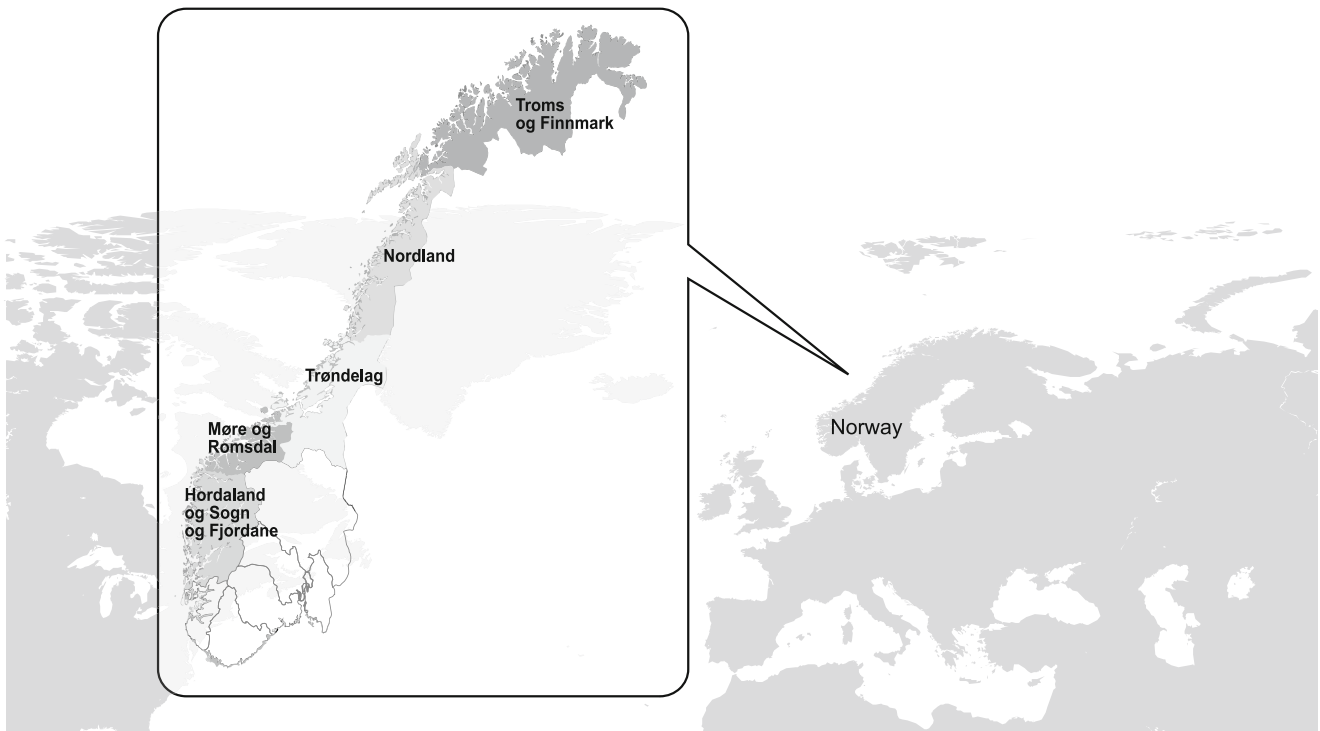 Troms
og Finnmark
Nordland
Trøndelag
Møre og
Romsdal
Hordaland
og Sogn
og Fjordane
Norway